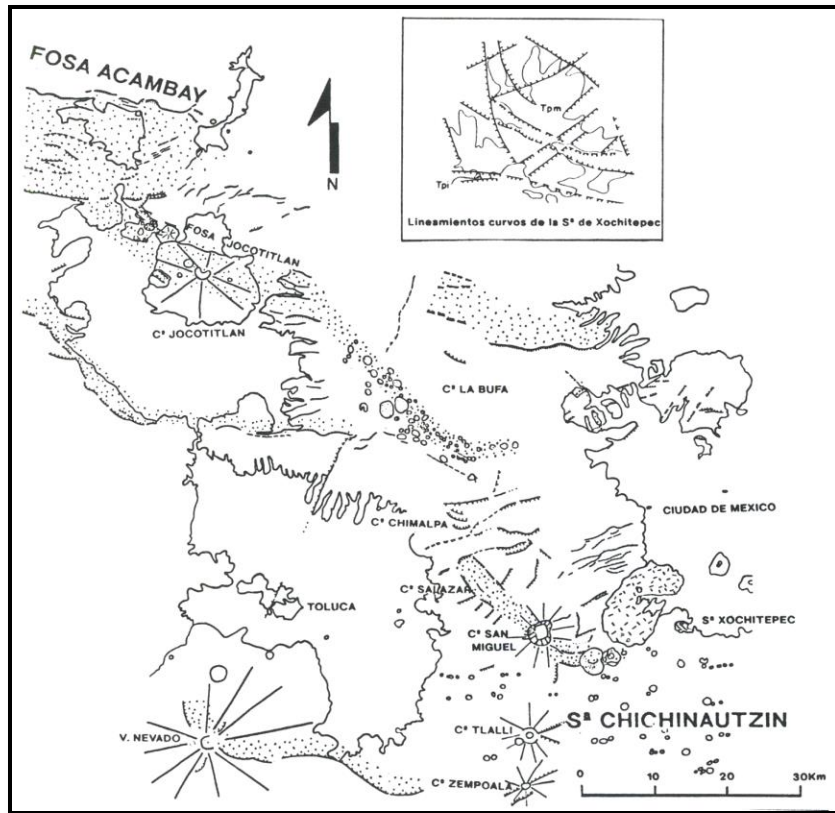 FOSA ACAMBAY
N
Tpm
Tpi
Lineamientos curvos de la Sª de Xochitepec
FOSA JOCOTITLAN
Cº JOCOTITLAN
Cº LA BUFA
CIUDAD DE MEXICO
Cº CHIMALPA
Cº SALAZAR
TOLUCA
Sª XOCHITEPEC
Cº SAN
MIGUEL
Sª CHICHINAUTZIN
Cº TLALLI
V. NEVADO
Cº ZEMPOALA
0 10 20 30Km